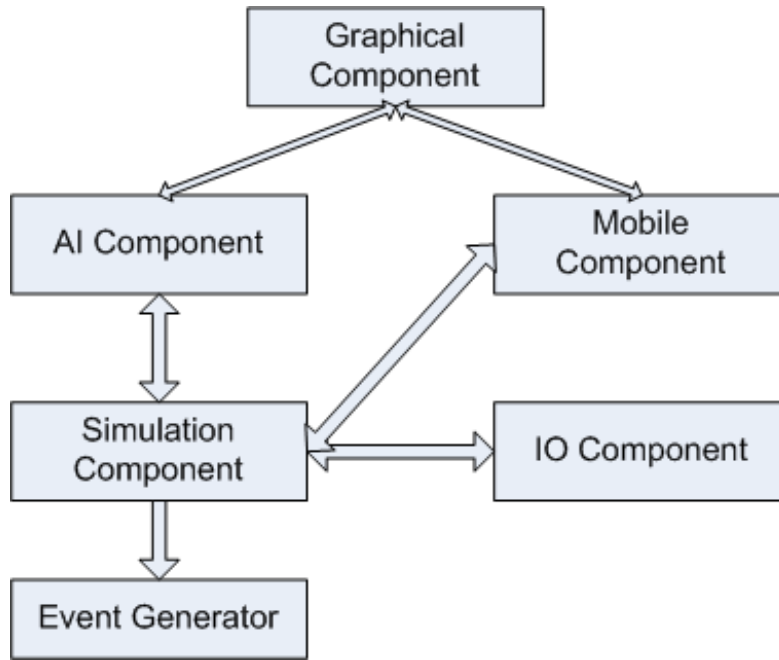 Graphical
Component
AI Component
Mobile
Component
Simulation
Component
IO Component
Event Generator